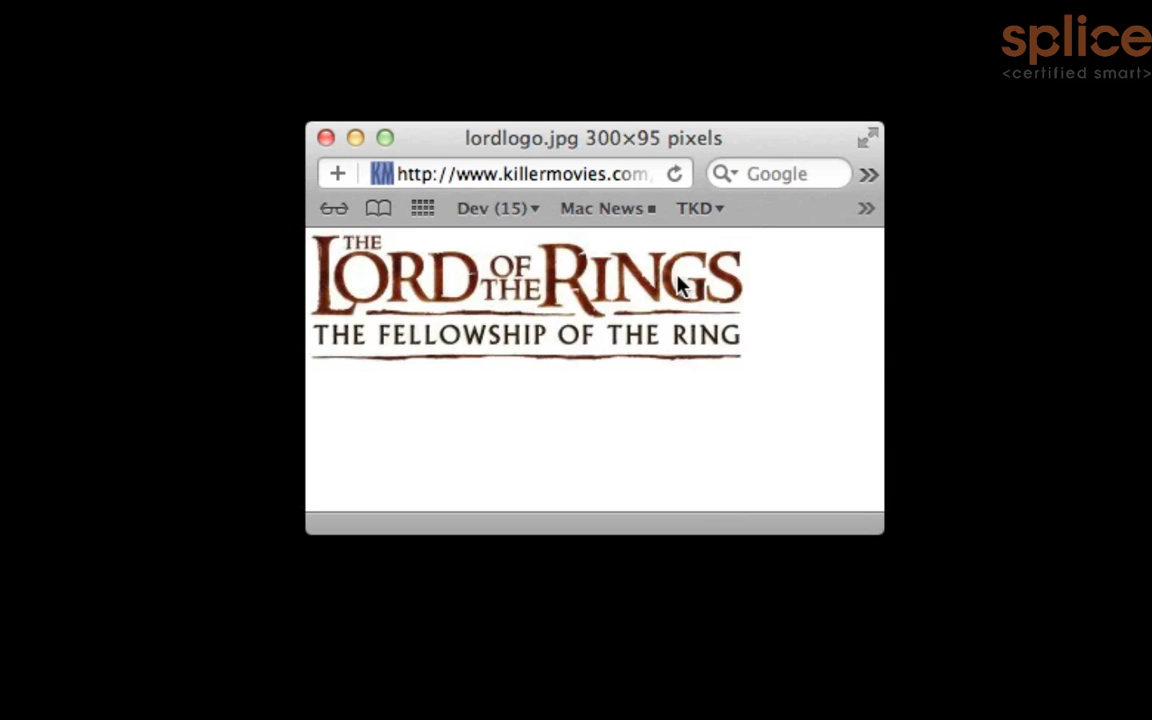 splice
<certified smart>
lordlogo.jpg 300×95 pixels
KM http://www.killermovies.com
Google
Dev (15) Mac News TKD
THE LORD OF THE RINGS
THE FELLOWSHIP OF THE RING